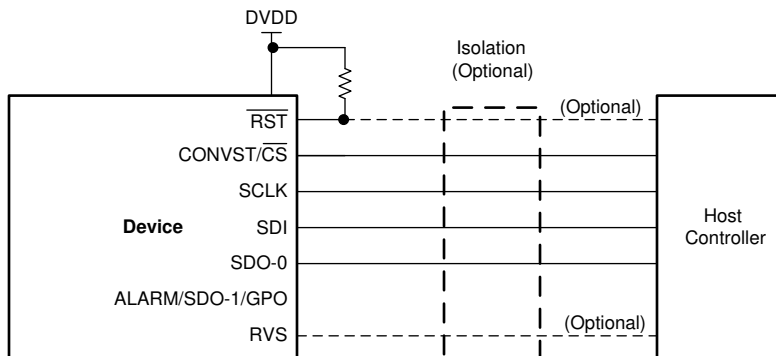 DVDD
Isolation
(Optional)
RST
(Optional)
CONVST/CS
SCLK
Device
SDI
Host
Controller
SDO-0
ALARM/SDO-1/GPO
RVS
(Optional)